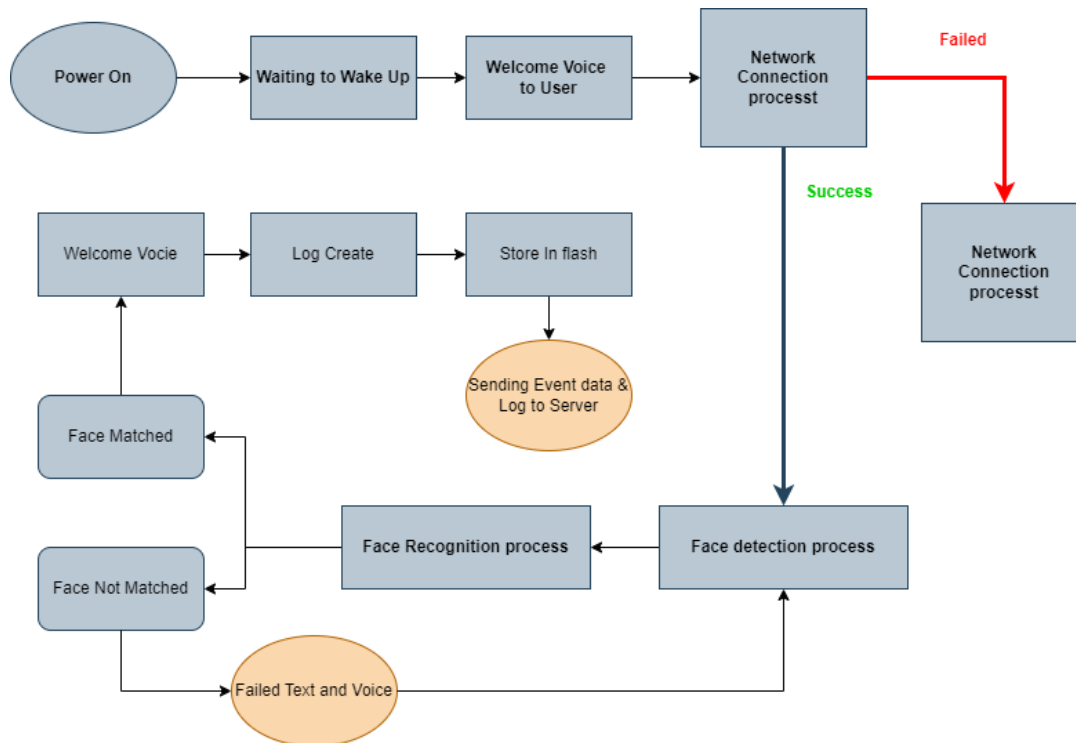 Power On
Waiting to Wake Up
Welcome Voice
to User
Network
Connection
processt
Failed
Success
Network
Connection
processt
Welcome Vocie
Log Create
Store In flash
Sending Event data &
Log to Server
Face Matched
Face Recognition process
Face detection process
Face Not Matched
Failed Text and Voice